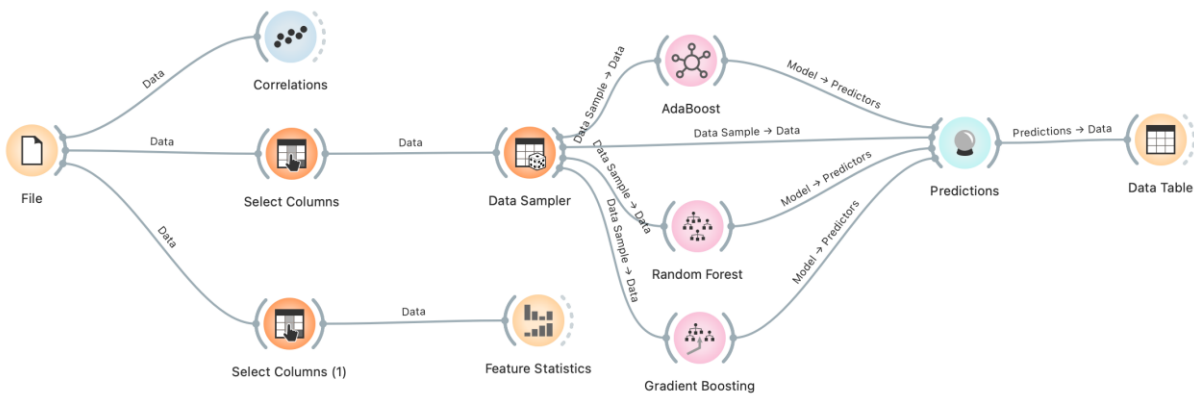 Correlations
Data
File
Data
Select Columns
Data
Data Sampler
Data Sample → Data
AdaBoost
Model → Predictors
Data Sample → Data
Predictions
Predictions → Data
Data Table
Data Sample → Data
Random Forest
Model → Predictors
Data Sample → Data
Gradient Boosting
Model → Predictors
Data
Select Columns (1)
Data
Feature Statistics